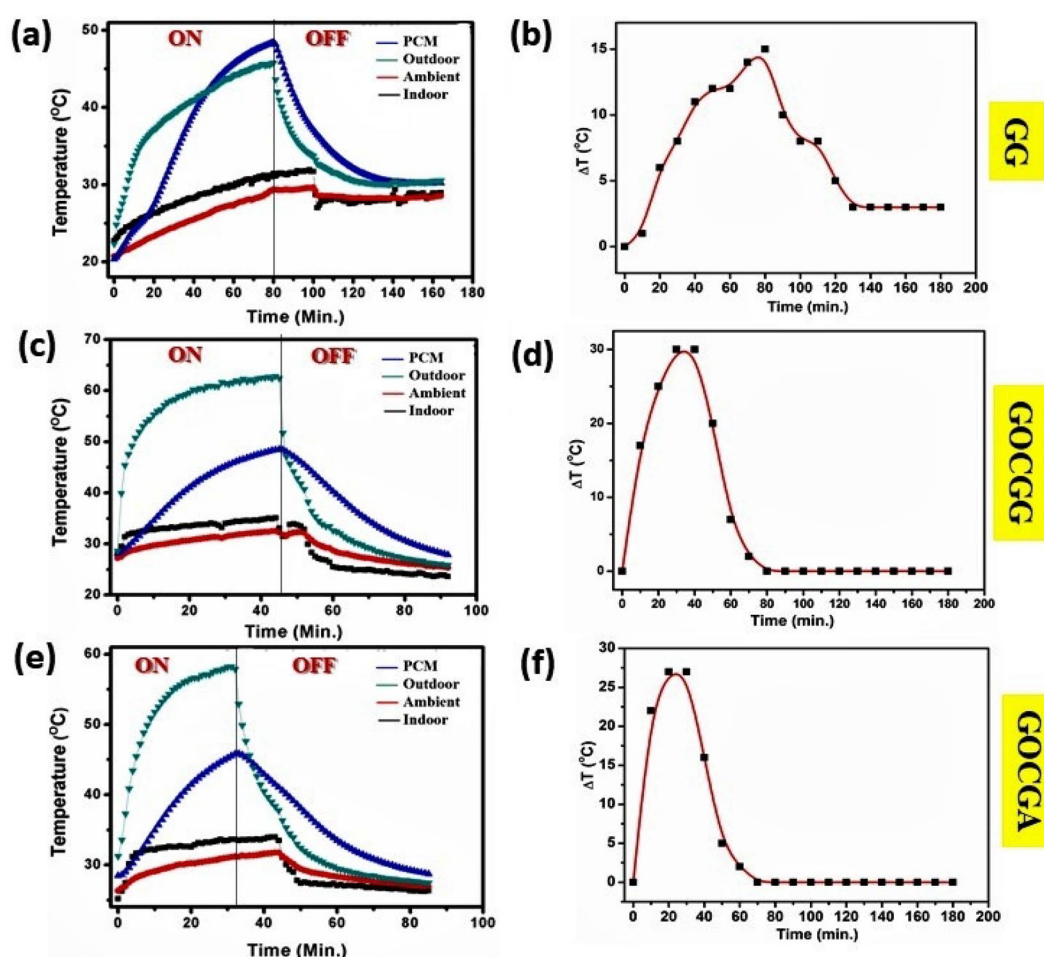 (a)
ON OFF
PCM
Outdoor
Ambient
Indoor
Temperature (°C)
50
40
30
20
0 20 40 60 80 100 120 140 160 180
Time (Min.)
(b)
ΔT (°C)
15
10
5
0
0 20 40 60 80 100 120 140 160 180 200
Time (min.)
GG
(c)
ON OFF
PCM
Outdoor
Ambient
Indoor
Temperature (°C)
70
60
50
40
30
20
0 20 40 60 80 100
Time (Min.)
(d)
ΔT (°C)
30
20
10
0
0 20 40 60 80 100 120 140 160 180 200
Time (min.)
GOCGG
(e)
ON OFF
PCM
Outdoor
Ambient
Indoor
Temperature (°C)
60
50
40
30
0 20 40 60 80 100
Time (Min.)
(f)
ΔT (°C)
30
25
20
15
10
5
0
0 20 40 60 80 100 120 140 160 180 200
Time (min.)
GOCGA